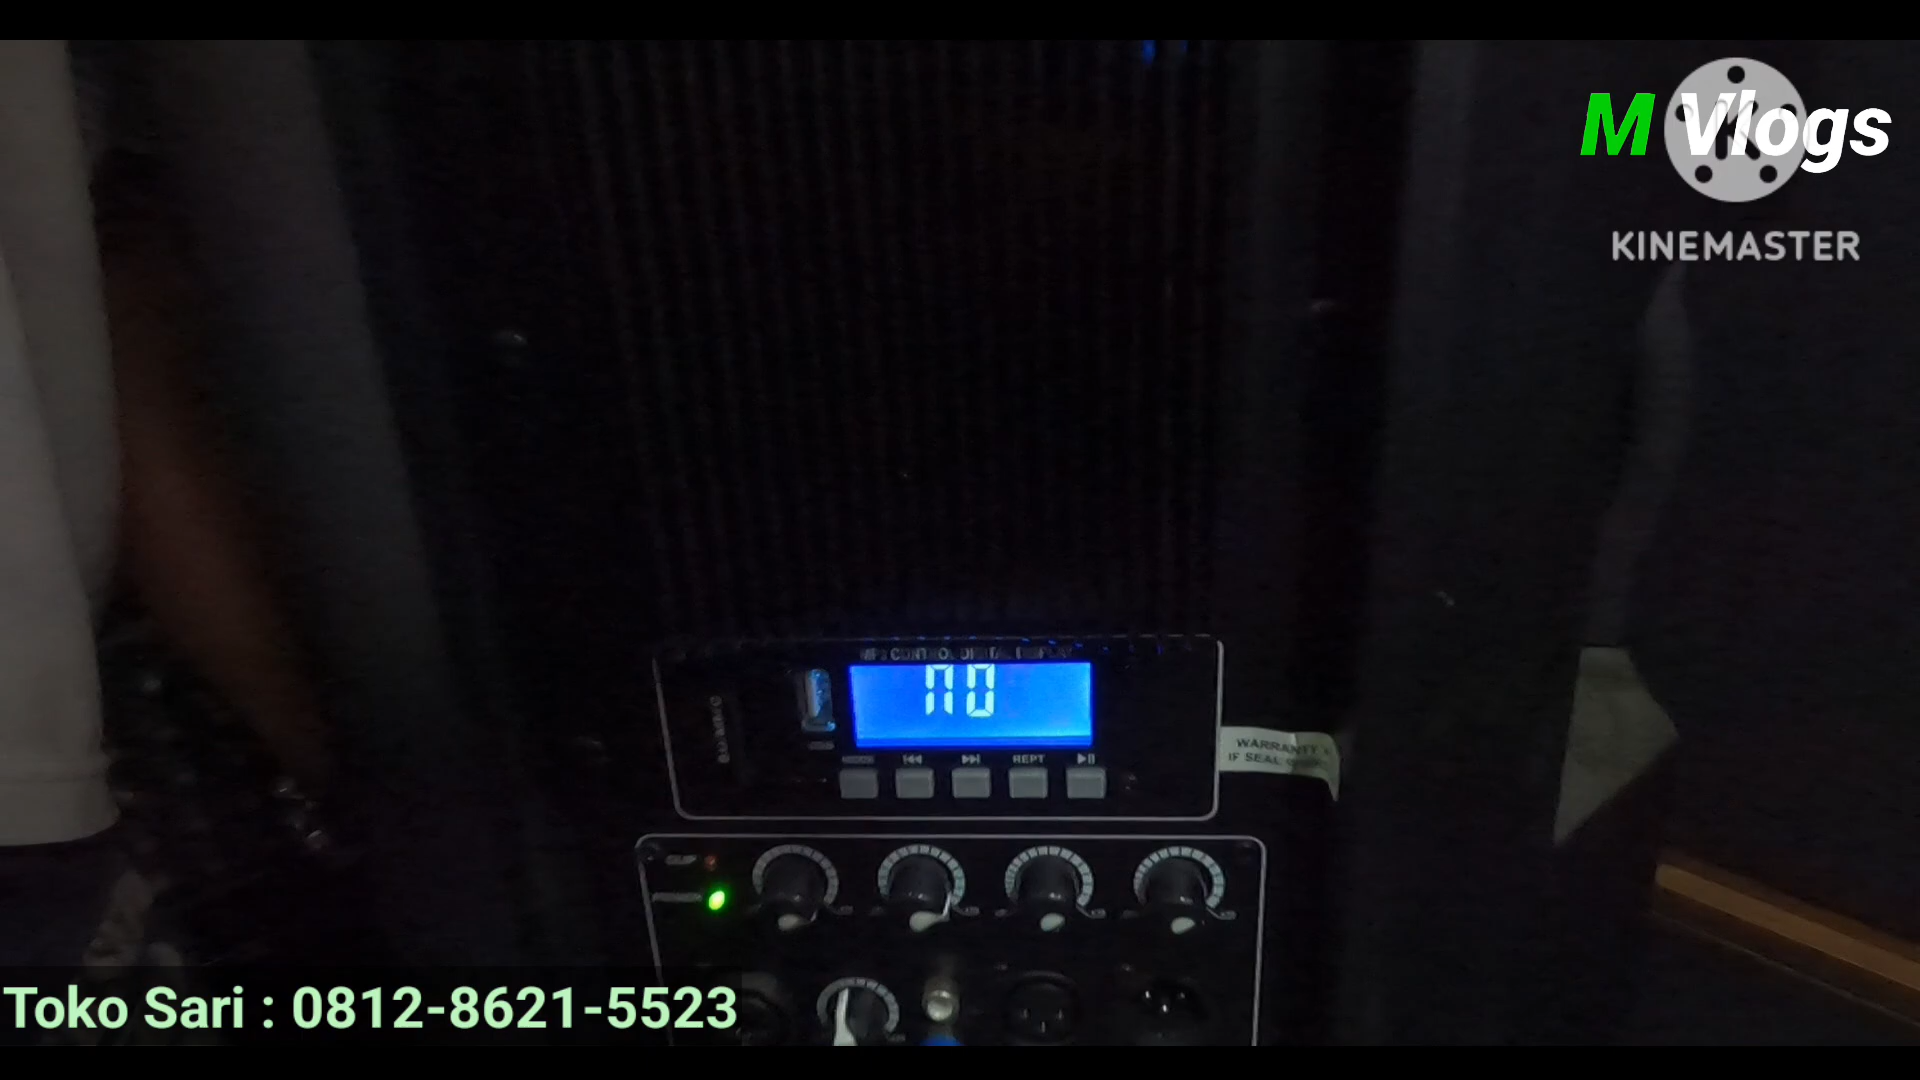 M Vlogs
KINEMASTER
MP3 CONTROL DIGITAL DISPLAY
no
REPT
WARRANTY
IF SEAL
Toko Sari : 0812-8621-5523